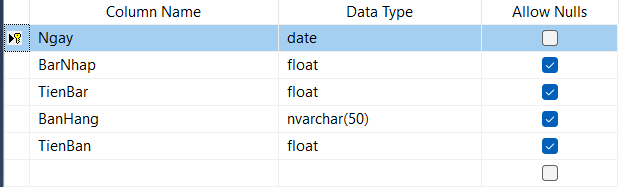 Column Name Data Type Allow Nulls
Ngay date
BarNhap float
TienBar float
BanHang nvarchar(50)
TienBan float